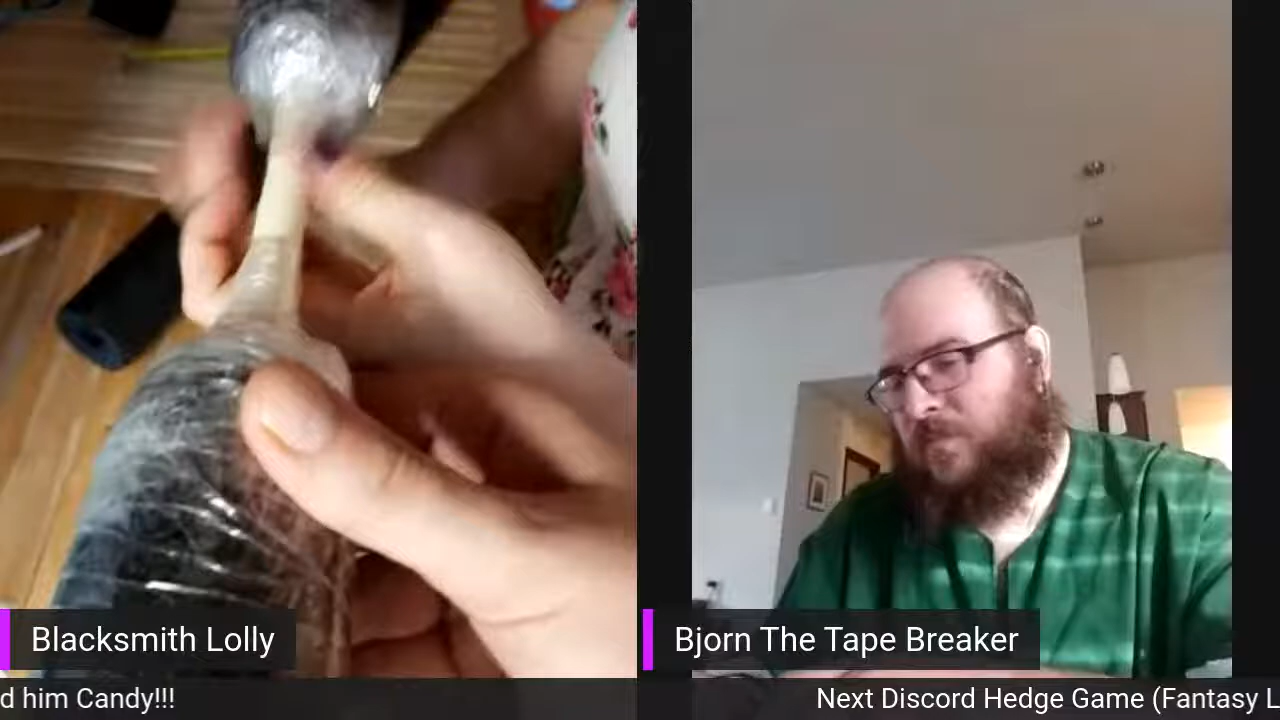 Blacksmith Lolly
Bjorn The Tape Breaker
d him Candy!!!
Next Discord Hedge Game (Fantasy L